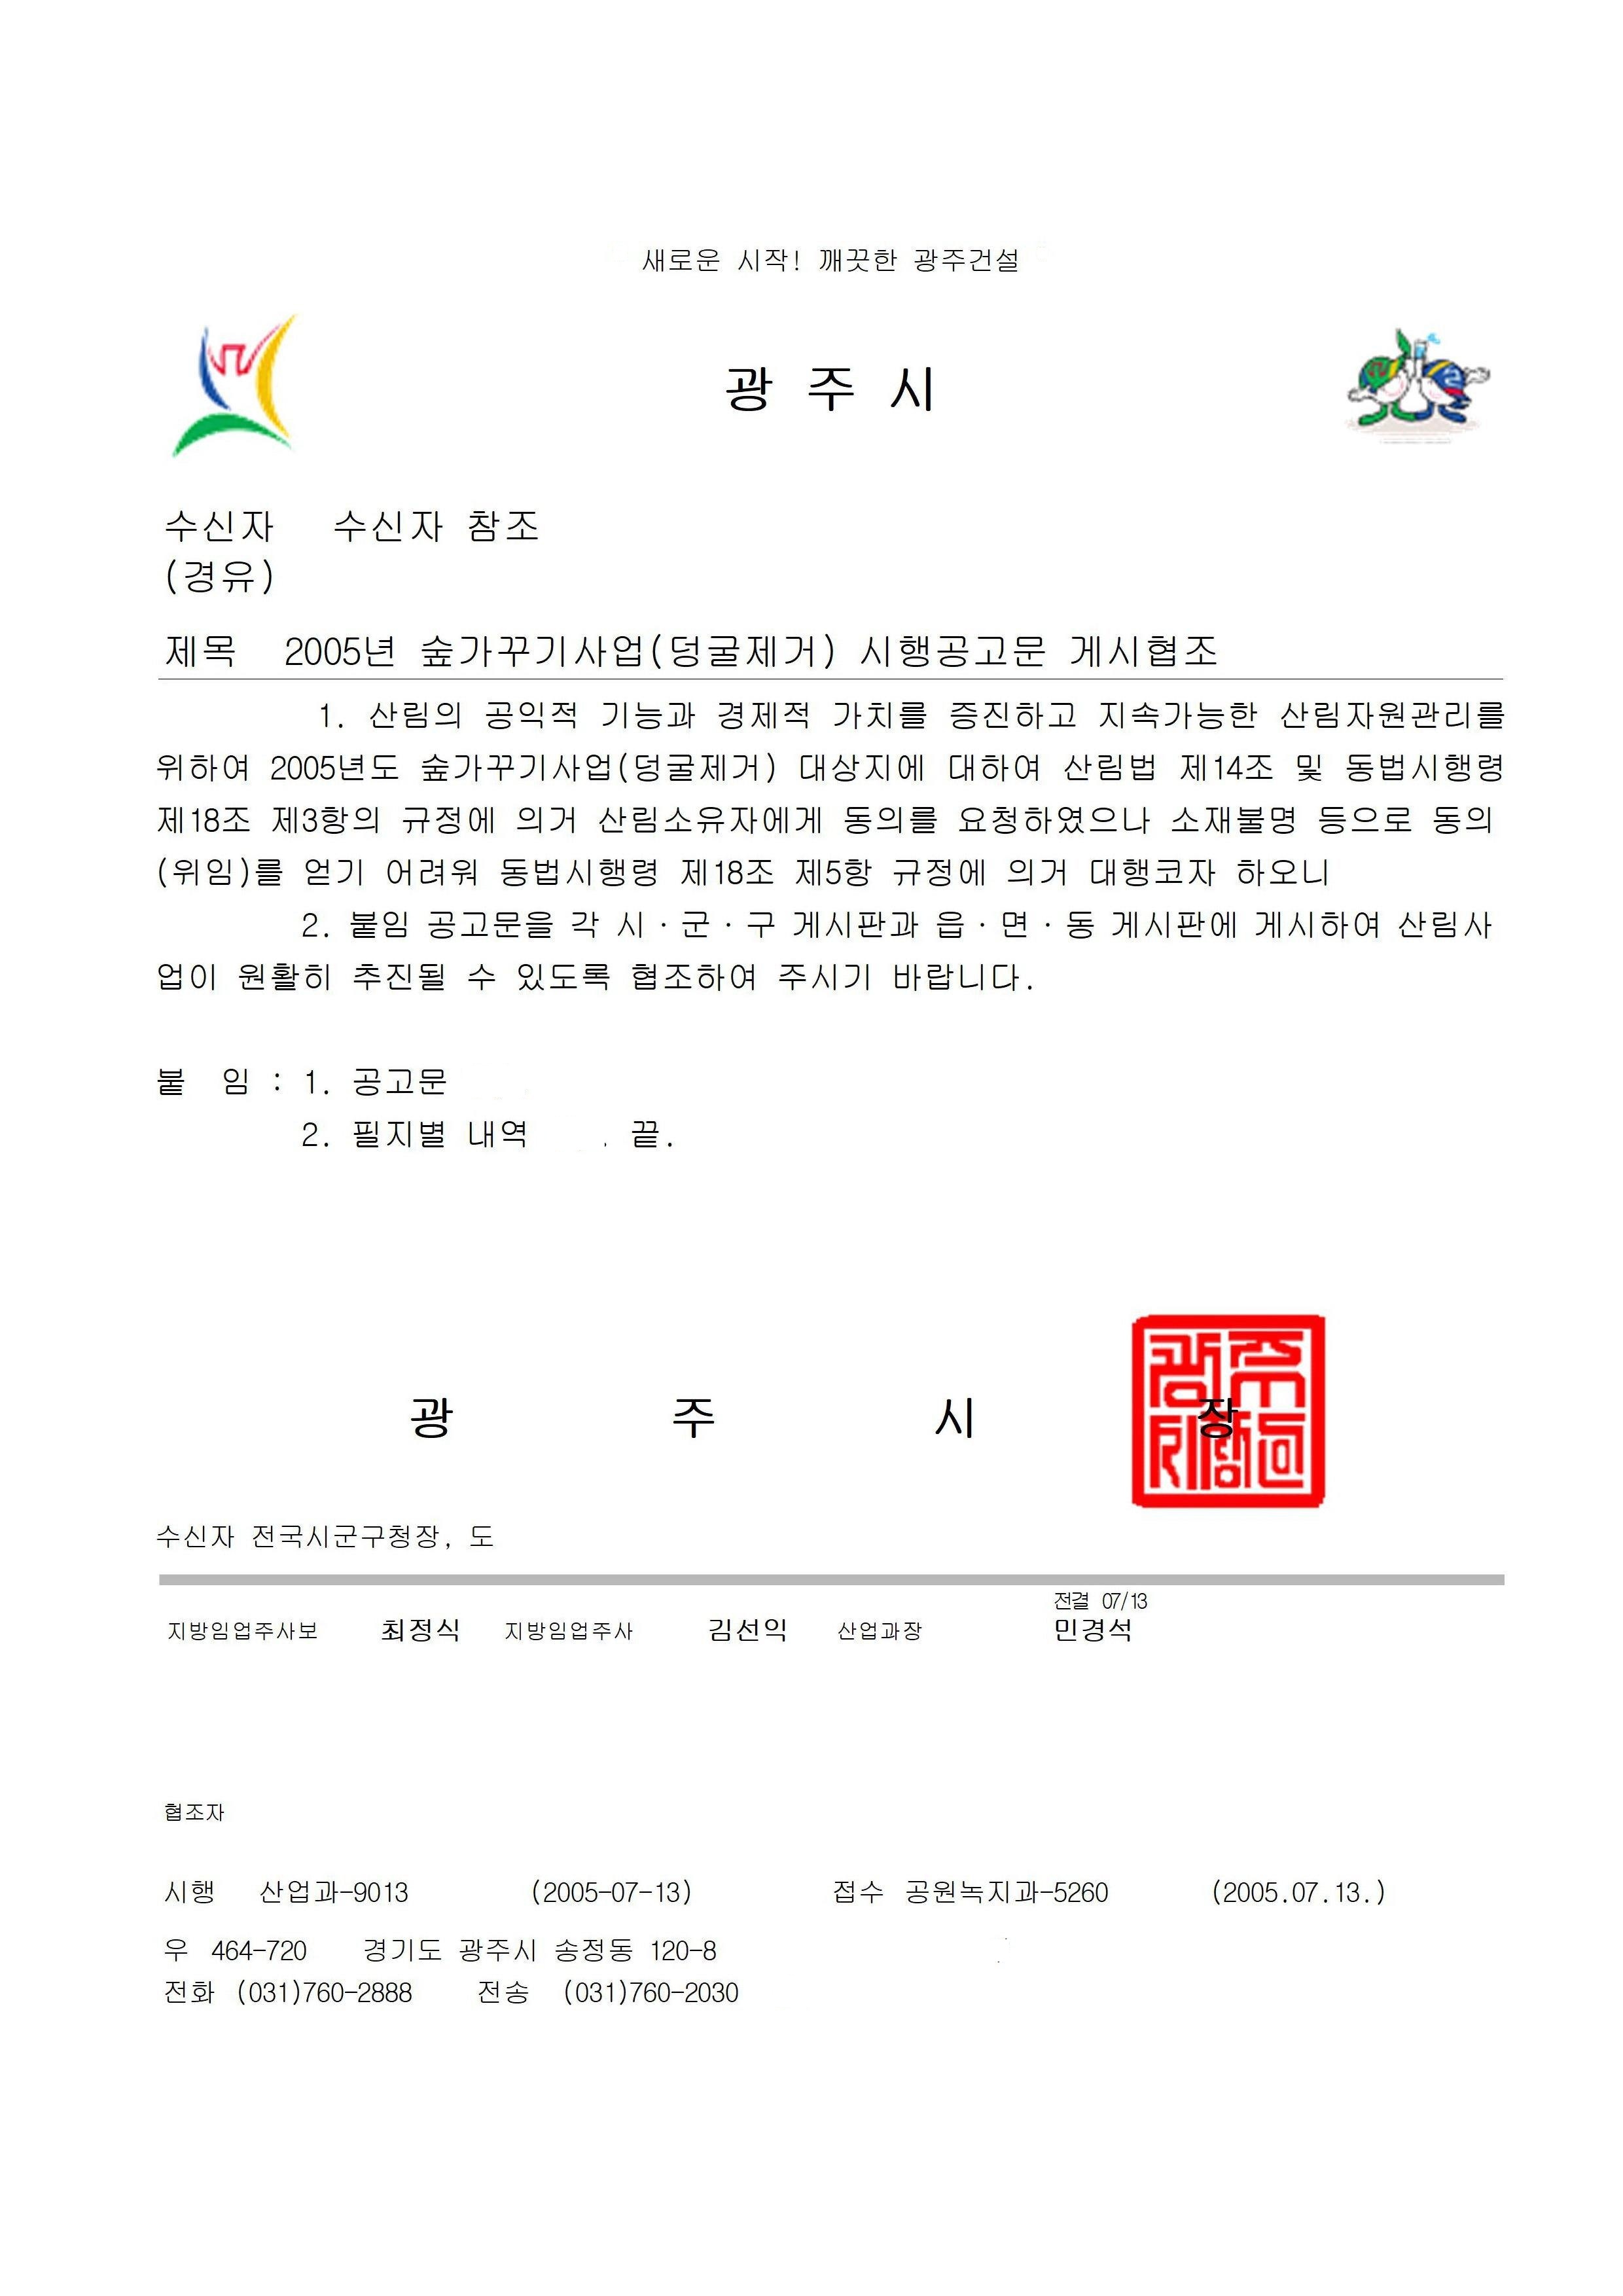 새로운 시작! 깨끗한 광주건설
광 주 시
수신자 수신자 참조
(경유)
제목 2005년 숲가꾸기사업(덩굴제거) 시행공고문 게시협조
1. 산림의 공익적 기능과 경제적 가치를 증진하고 지속가능한 산림자원관리를
위하여 2005년도 숲가꾸기사업(덩굴제거) 대상지에 대하여 산림법 제14조 및 동법시행령
제18조 제3항의 규정에 의거 산림소유자에게 동의를 요청하였으나 소재불명 등으로 동의
(위임)를 얻기 어려워 동법시행령 제18조 제5항 규정에 의거 대행코자 하오니
2. 붙임 공고문을 각 시·군·구 게시판과 읍·면·동 게시판에 게시하여 산림사
업이 원활히 추진될 수 있도록 협조하여 주시기 바랍니다.
붙 임 : 1. 공고문
2. 필지별 내역 . 끝.
광 주 시 장
수신자 전국시군구청장, 도
전결 07/13
지방임업주사보 최정식 지방임업주사 김선익 산업과장 민경석
협조자
시행 산업과-9013 (2005-07-13) 접수 공원녹지과-5260 (2005.07.13.)
우 464-720 경기도 광주시 송정동 120-8
전화 (031)760-2888 전송 (031)760-2030